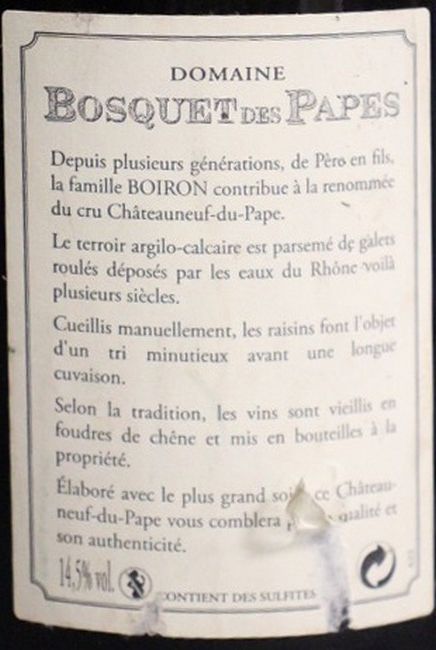 DOMAINE
BOSQUET DES PAPES
Depuis plusieurs générations, de Père en fils,
la famille BOIRON contribue à la renommée
du cru Châteauneuf-du-Pape.
Le terroir argilo-calcaire est parsemé de galets
roulés déposés par les eaux du Rhône voilà
plusieurs siècles.
Cueillis manuellement, les raisins font l'objet
d'un tri minutieux avant une longue
cuvaison.
Selon la tradition, les vins sont vieillis en
foudres de chêne et mis en bouteilles à la
propriété.
Élaboré avec le plus grand ce Château-
neuf-du-Pape vous comblera qualité et
son authenticité.
14,5% vol.
CONTIENT DES SULFITES